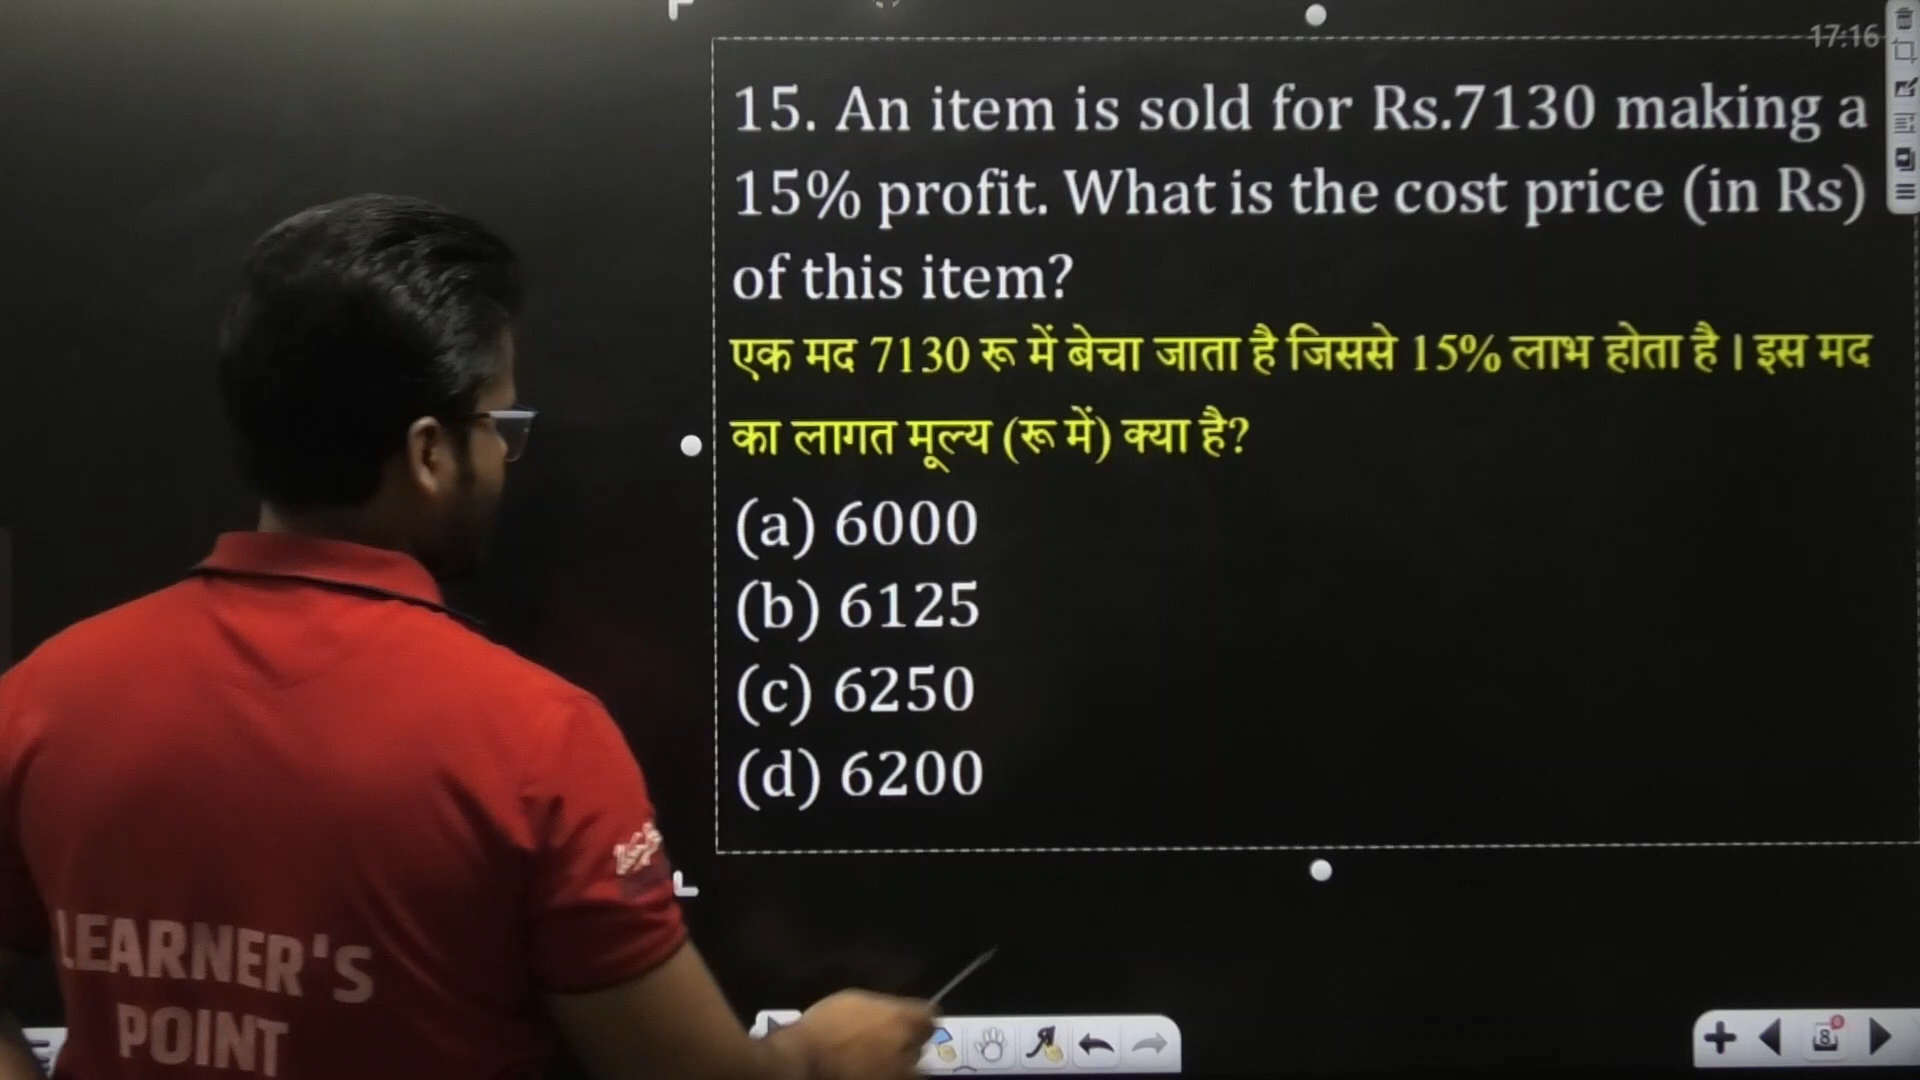 17:16
15. An item is sold for Rs.7130 making a
15% profit. What is the cost price (in Rs)
of this item?
एक मद 7130 रू में बेचा जाता है जिससे 15% लाभ होता है । इस मद
का लागत मूल्य (रू में) क्या है?
(a) 6000
(b) 6125
(c) 6250
(d) 6200
LEARNER'S
POINT
8